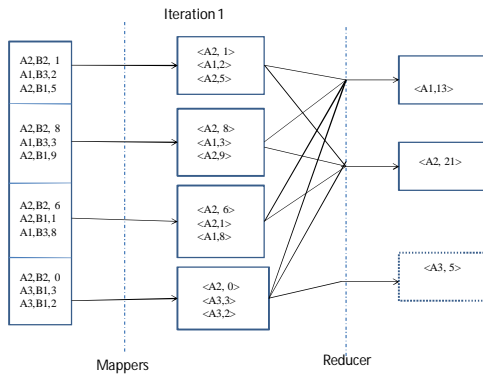 Iteration 1
A2,B2, 1
A1,B3,2
A2,B1,5
A2,B2, 8
A1,B3,3
A2,B1,9
A2,B2, 6
A2,B1,1
A1,B3,8
A2,B2, 0
A3,B1,3
A3,B1,2
<A2, 1>
<A1,2>
<A2,5>
<A2, 8>
<A1,3>
<A2,9>
<A2, 6>
<A2,1>
<A1,8>
<A2, 0>
<A3,3>
<A3,2>
<A1,13>
<A2, 21>
<A3, 5>
Mappers
Reducer